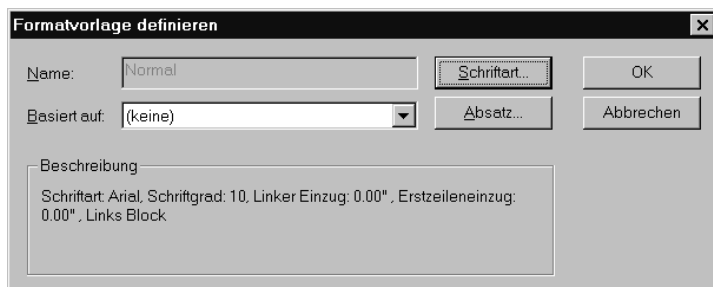 Formatvorlage definieren
Name: Normal Schriftart... OK
Basiert auf: (keine) Absatz... Abbrechen
Beschreibung
Schriftart: Arial, Schriftgrad: 10, Linker Einzug: 0.00" , Erstzeileneinzug:
0.00" , Links Block